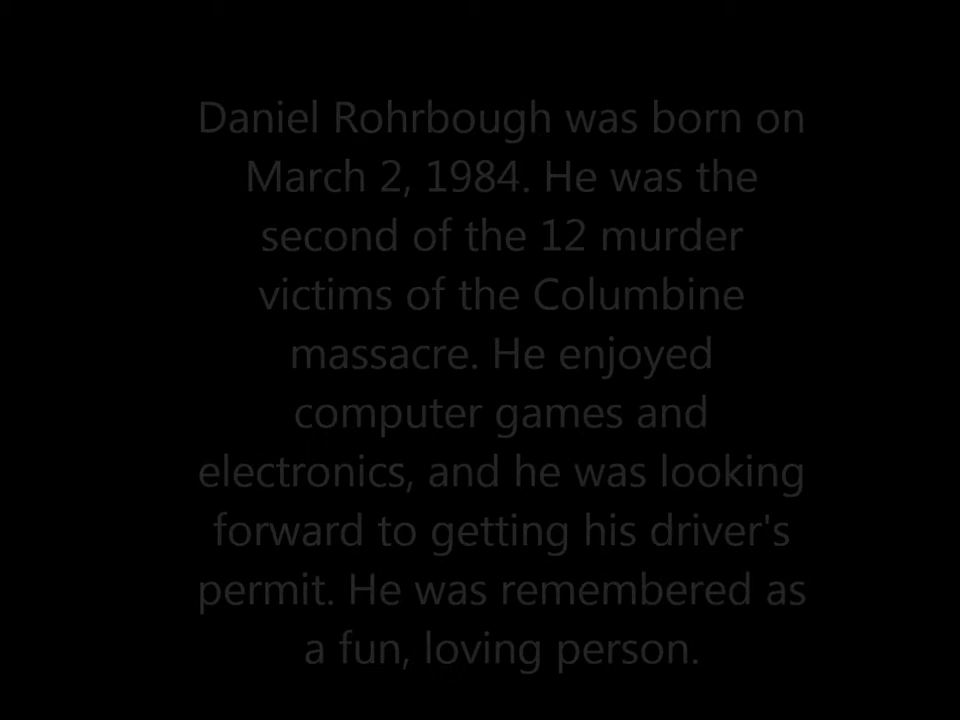 Daniel Rohrbough was born on
March 2, 1984. He was the
second of the 12 murder
victims of the Columbine
massacre. He enjoyed
computer games and
electronics, and he was looking
forward to getting his driver's
permit. He was remembered as
a fun, loving person.